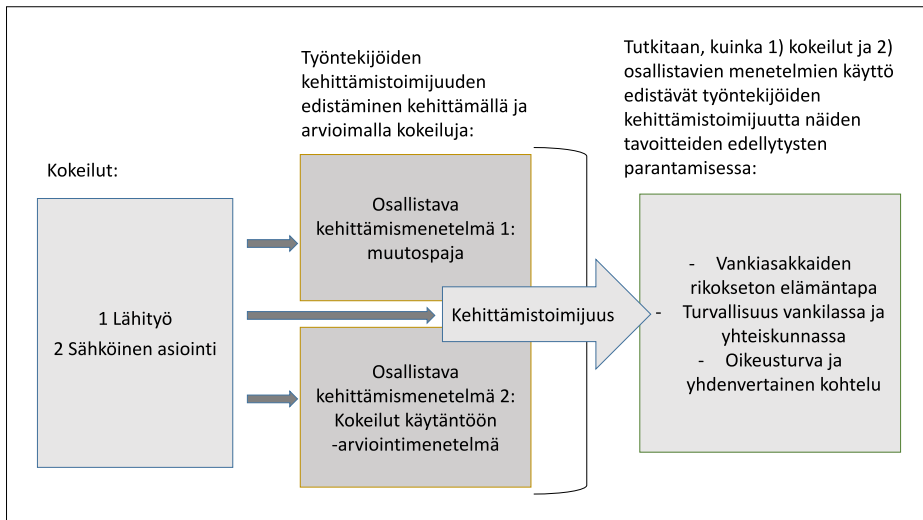 Kokeilut:
1 Lähityö
2 Sähköinen asiointi
Työntekijöiden
kehittämistoimijuuden
edistäminen kehittämällä ja
arvioimalla kokeiluja:
Osallistava
kehittämismenetelmä 1:
muutospaja
Kehittämistoimijuus
Osallistava
kehittämismenetelmä 2:
Kokeilut käytäntöön
-arviointimenetelmä
Tutkitaan, kuinka 1) kokeilut ja 2)
osallistavien menetelmien käyttö
edistävät työntekijöiden
kehittämistoimijuutta näiden
tavoitteiden edellytysten
parantamisessa:
- Vankiasakkaiden
rikokseton elämäntapa
- Turvallisuus vankilassa ja
yhteiskunnassa
- Oikeusturva ja
yhdenvertainen kohtelu